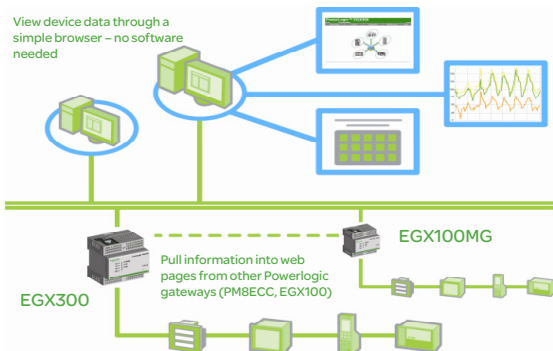 View device data through a
simple browser – no software
needed
EGX100MG
Pull information into web
pages from other Powerlogic
gateways (PM8ECC, EGX100)
EGX300